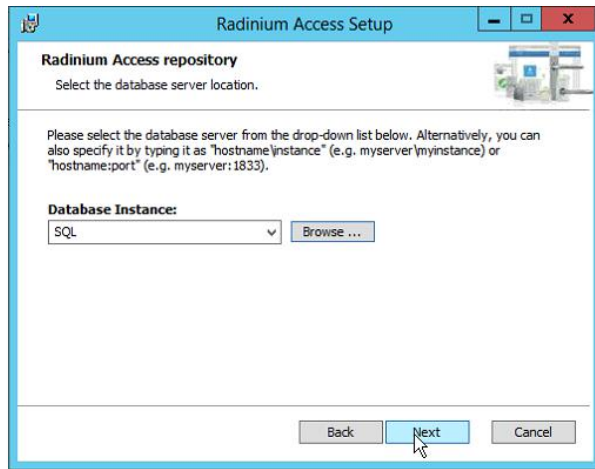 Radinium Access Setup
Radinium Access repository
Select the database server location.
Please select the database server from the drop-down list below. Alternatively, you can
also specify it by typing it as "hostname\instance" (e.g. myserver\myinstance) or
"hostname:port" (e.g. myserver:1833).
Database Instance:
SQL
Browse ...
Back
Next
Cancel